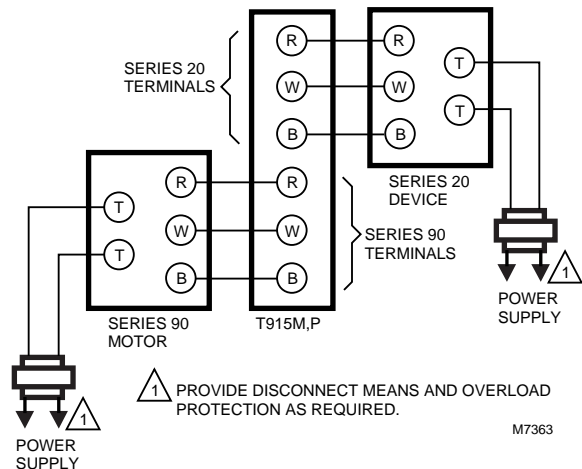 SERIES 20
TERMINALS
R
W
B
R
W
B
R
W
B
T
T
SERIES 20
DEVICE
T
T
R
W
B
SERIES 90
TERMINALS
SERIES 90
MOTOR
T915M,P
1
POWER
SUPPLY
1
POWER
SUPPLY
1 PROVIDE DISCONNECT MEANS AND OVERLOAD
PROTECTION AS REQUIRED.
M7363